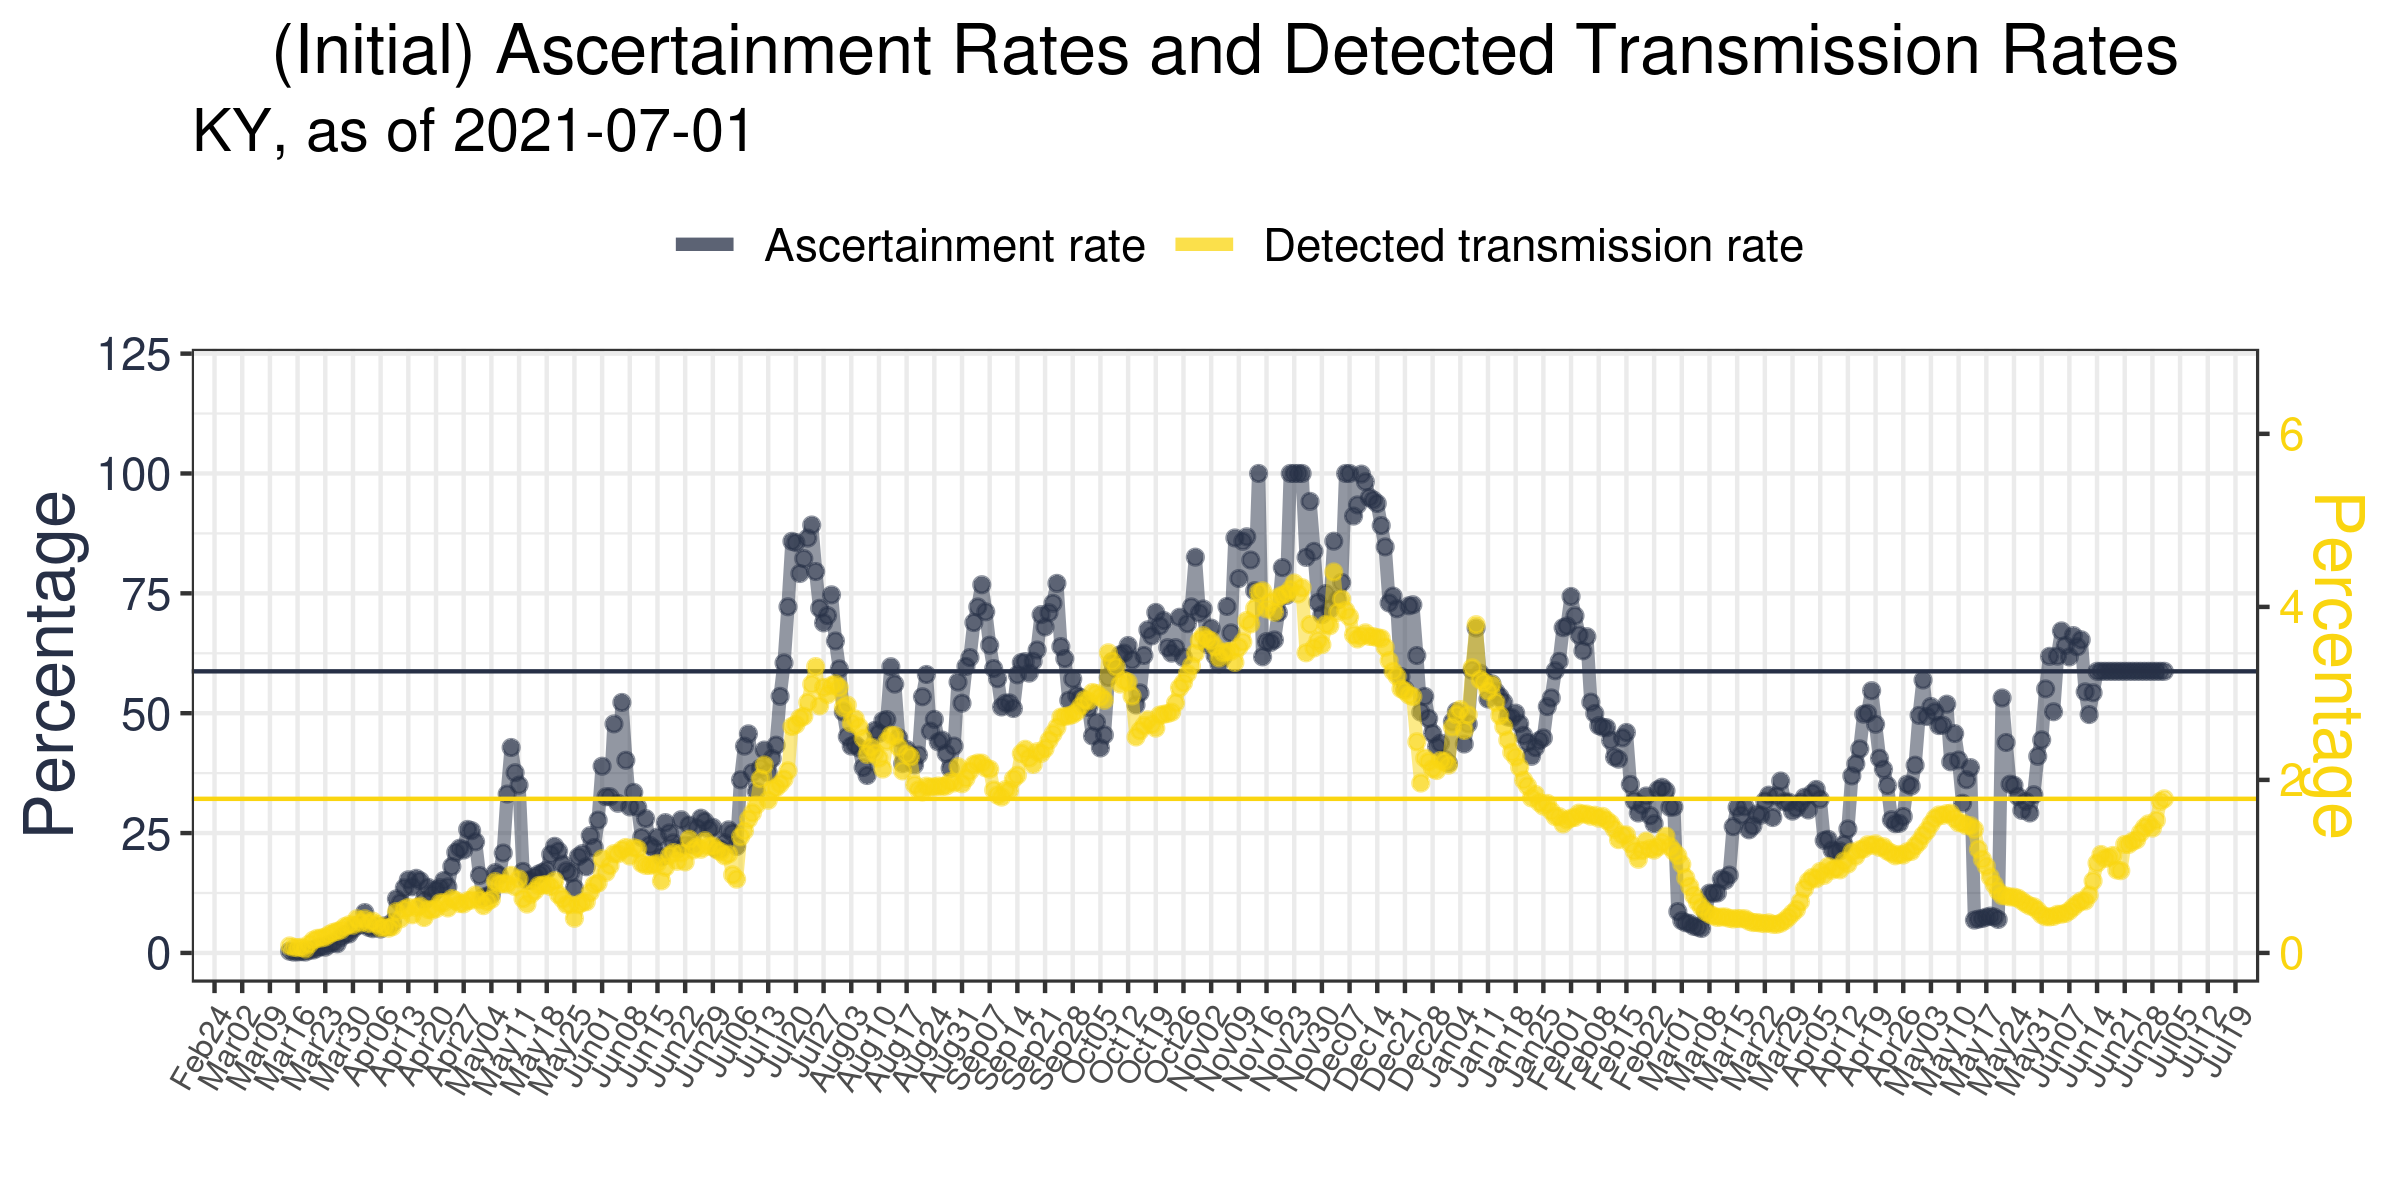 (Initial) Ascertainment Rates and Detected Transmission Rates
KY, as of 2021-07-01
Ascertainment rate
Detected transmission rate
Percentage
125
100
75
50
25
0
6
4
2
0
Percentage
Feb24
Mar02
Mar09
Mar16
Mar23
Mar30
Apr06
Apr13
Apr20
Apr27
May04
May11
May18
May25
Jun01
Jun08
Jun15
Jun22
Jun29
Jul06
Jul13
Jul20
Jul27
Aug03
Aug10
Aug17
Aug24
Aug31
Sep07
Sep14
Sep21
Sep28
Oct05
Oct12
Oct19
Oct26
Nov02
Nov09
Nov16
Nov23
Nov30
Dec07
Dec14
Dec21
Dec28
Jan04
Jan11
Jan18
Jan25
Feb01
Feb08
Feb15
Feb22
Mar01
Mar08
Mar15
Mar22
Mar29
Apr05
Apr12
Apr19
Apr26
May03
May10
May17
May24
May31
Jun07
Jun14
Jun21
Jun28
Jul05
Jul12
Jul19